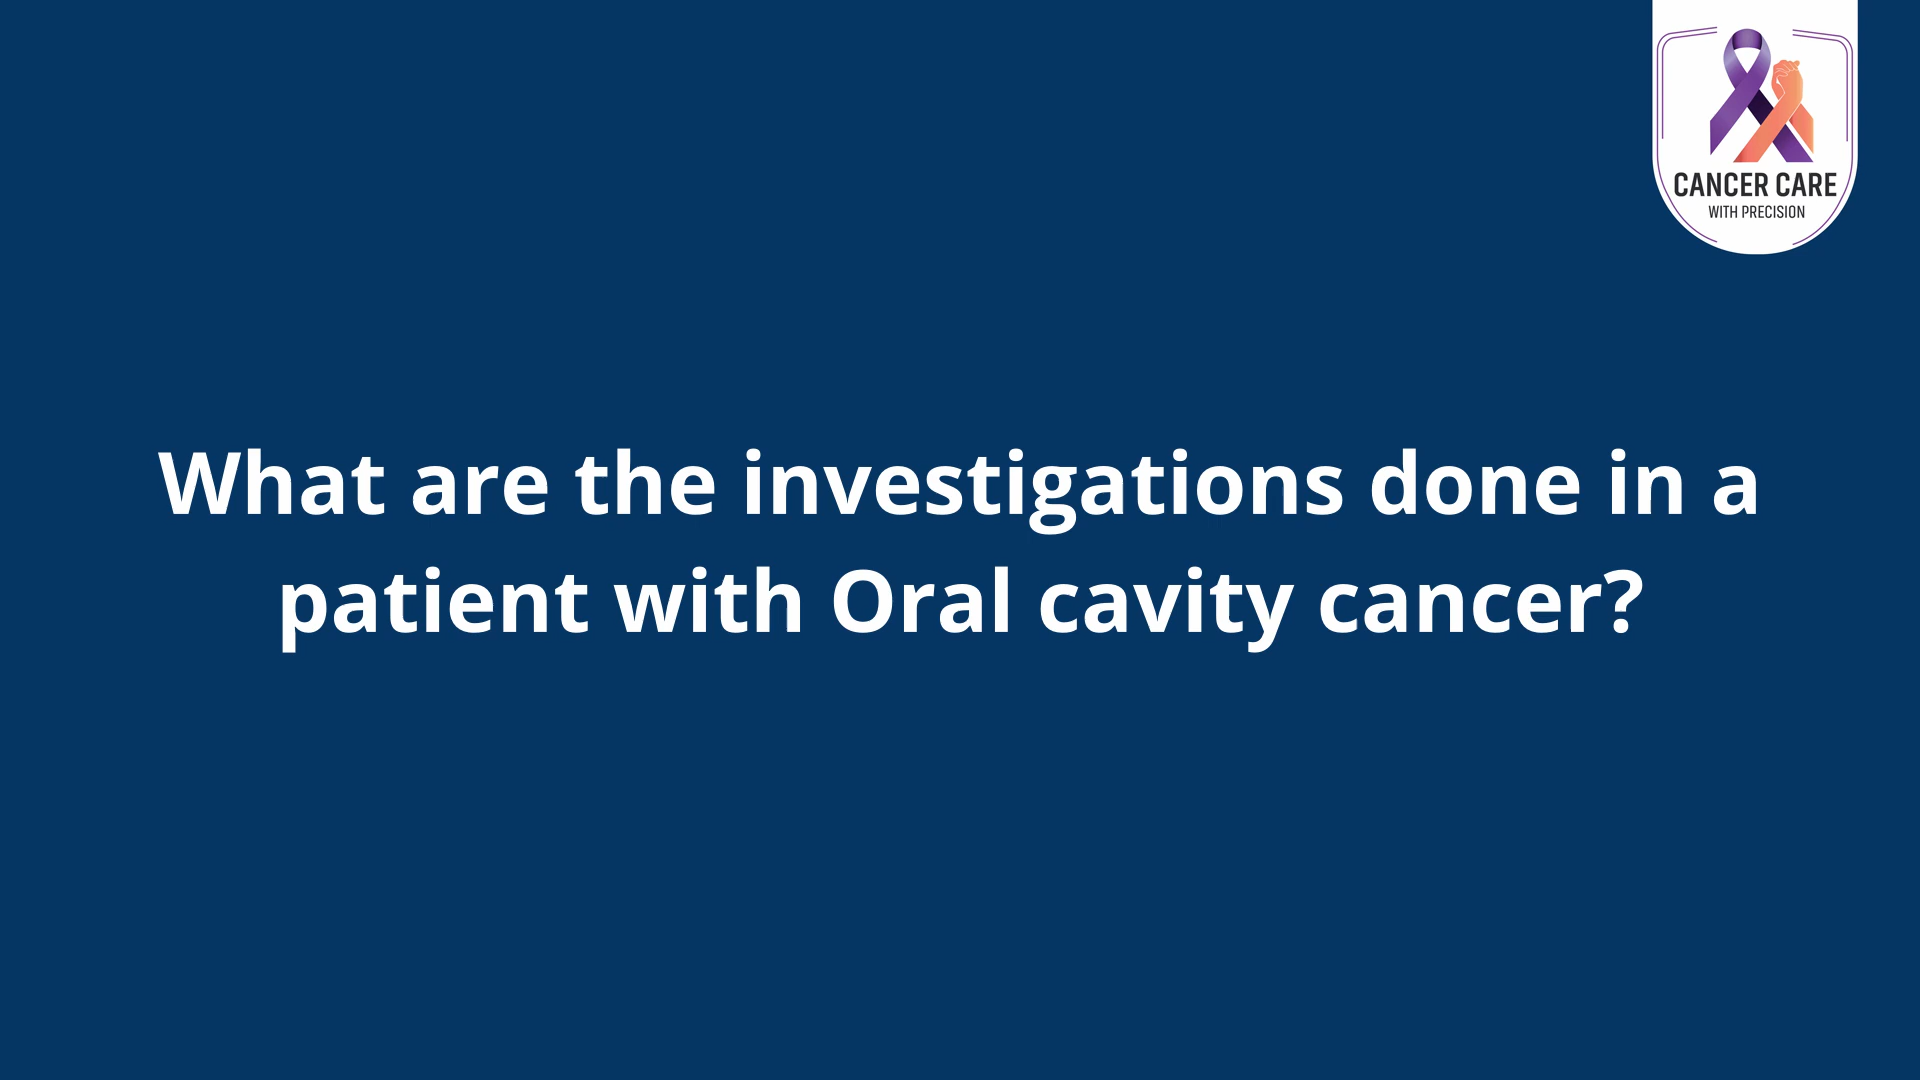 CANCER CARE
WITH PRECISION
What are the investigations done in a
patient with Oral cavity cancer?